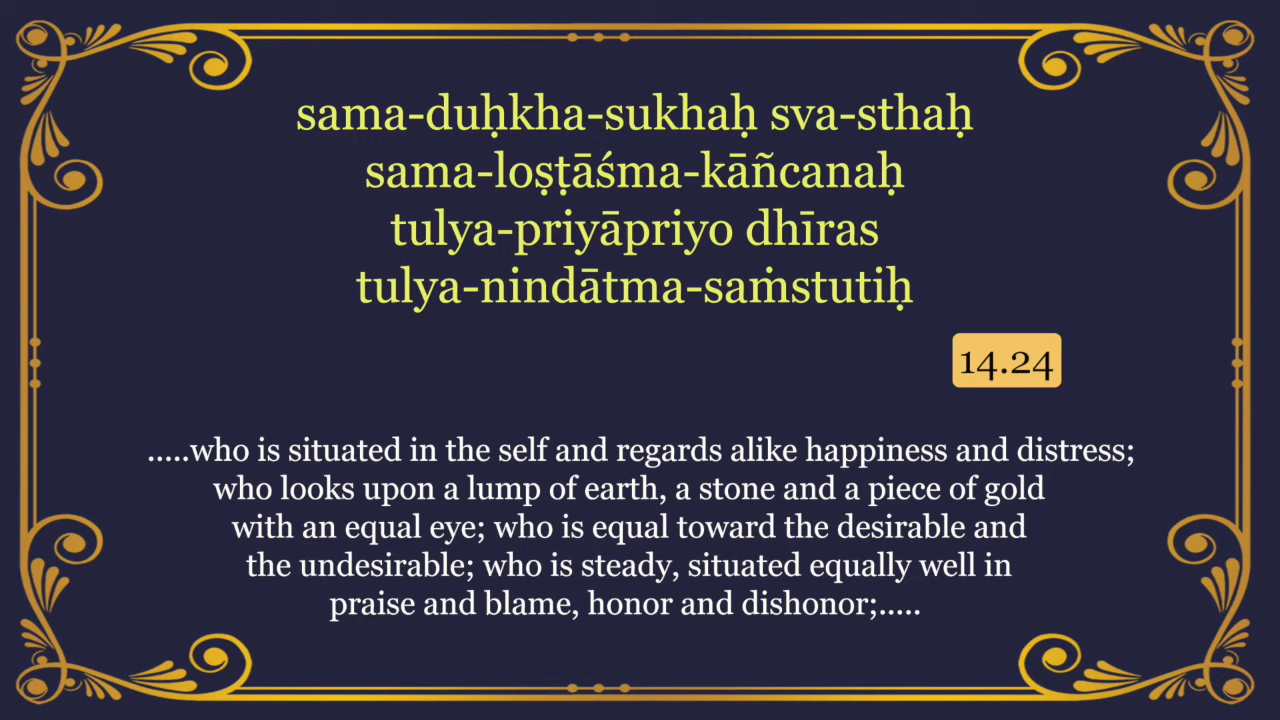 sama-duḥkha-sukhaḥ sva-sthaḥ
sama-loṣṭāśma-kāñcanaḥ
tulya-priyāpriyo dhīras
tulya-nindātma-saṁstutiḥ
14.24
.....who is situated in the self and regards alike happiness and distress;
who looks upon a lump of earth, a stone and a piece of gold
with an equal eye; who is equal toward the desirable and
the undesirable; who is steady, situated equally well in
praise and blame, honor and dishonor;.....